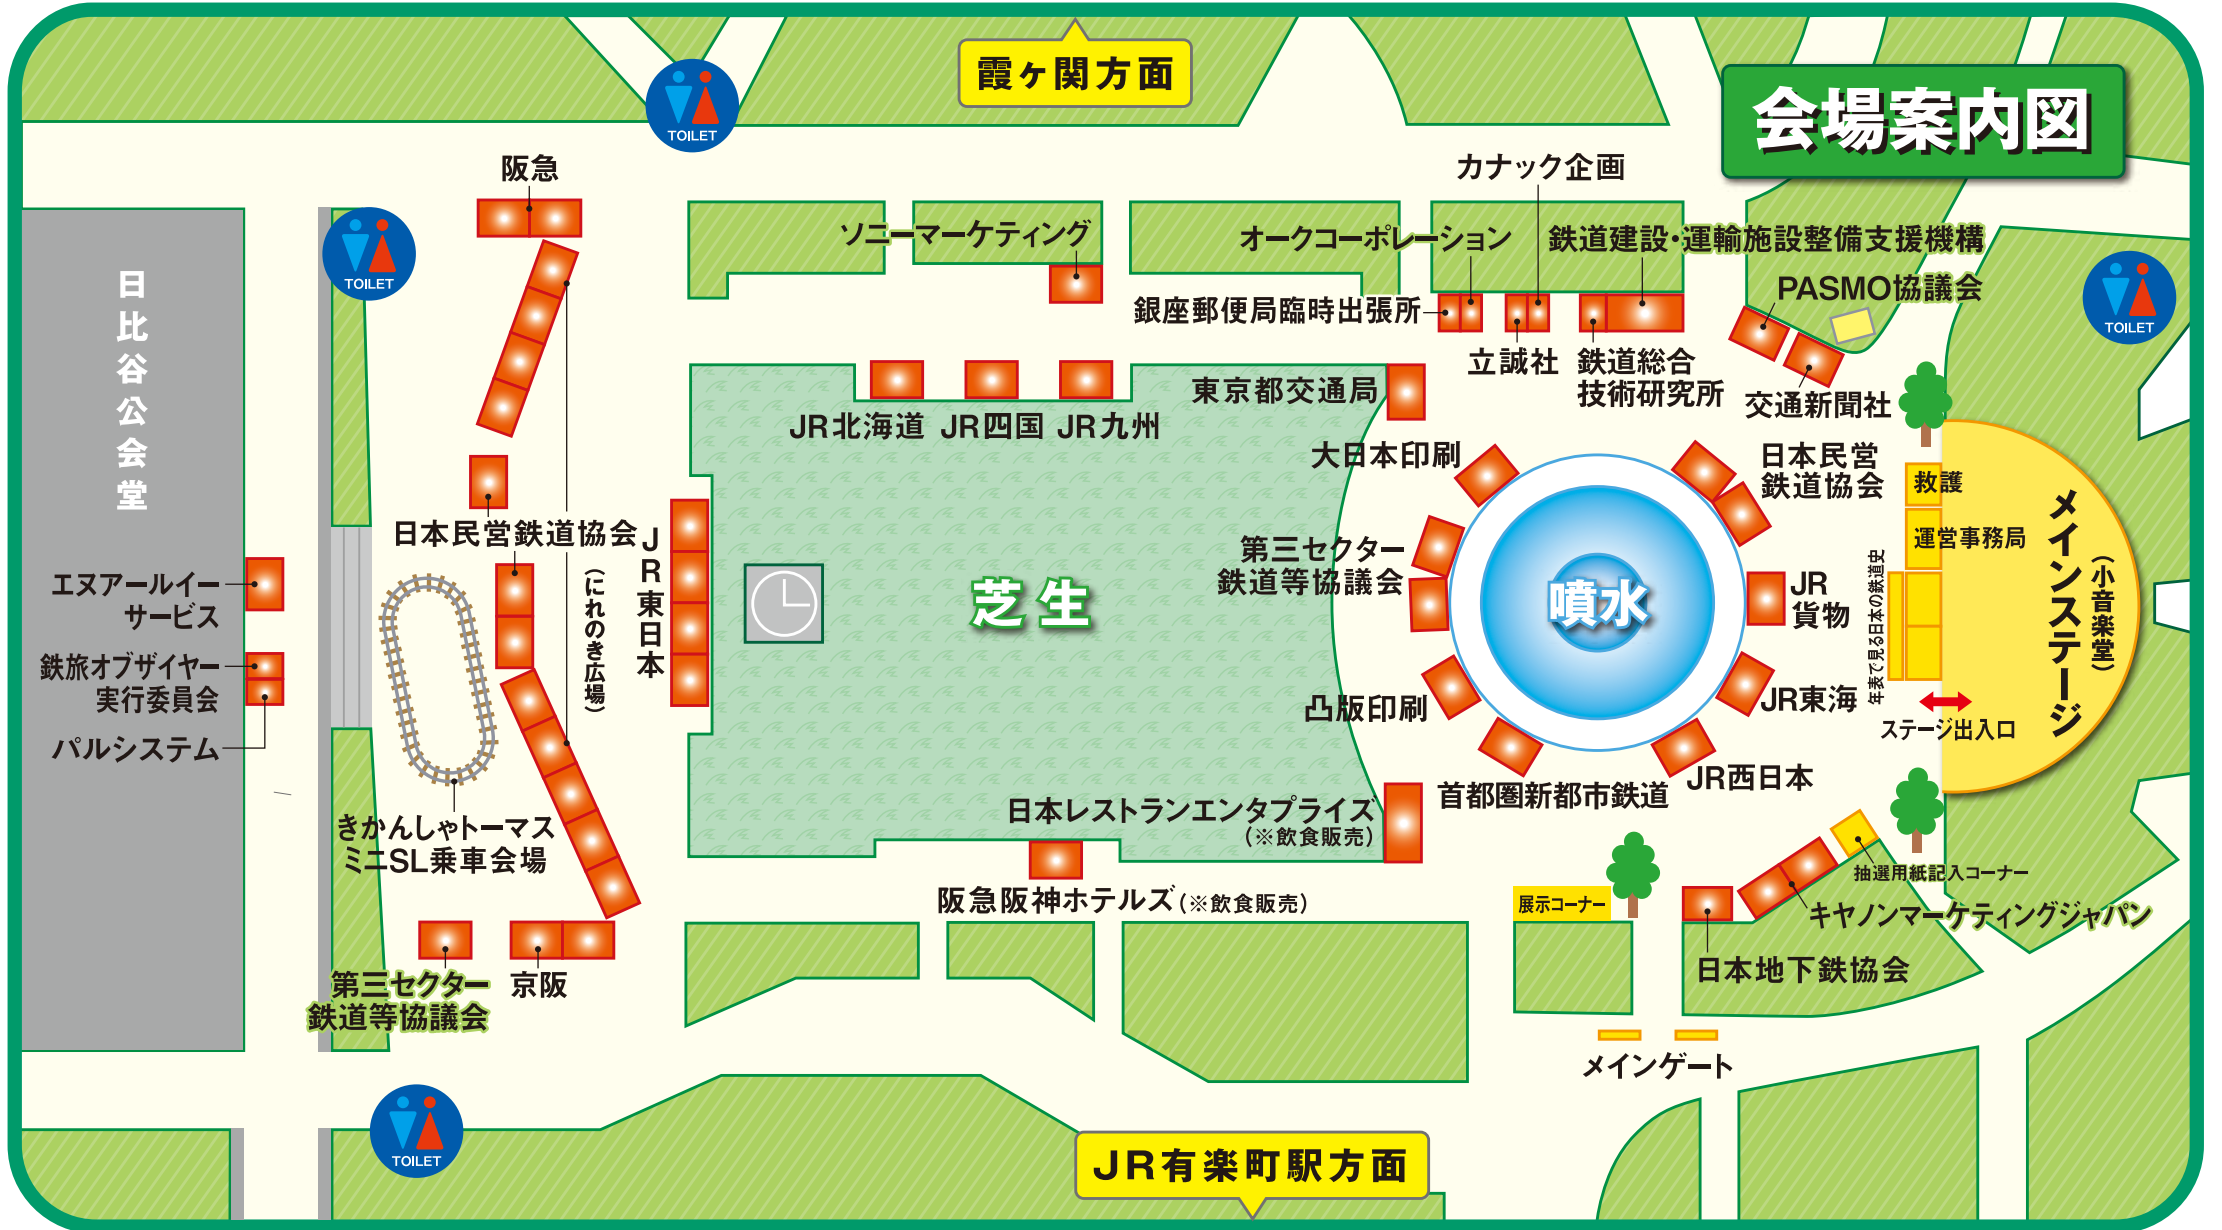 霞ヶ関方面
会場案内図
TOILET
阪急
カナック企画
TOILET
ソニーマーケティング
オークコーポレーション
鉄道建設・運輸施設整備支援機構
PASMO協議会
TOILET
銀座郵便局臨時出張所
立誠社
鉄道総合
技術研究所
交通新聞社
日比谷公会堂
JR北海道
JR四国
JR九州
東京都交通局
大日本印刷
日本民営
鉄道協会
救護
運営事務局
メインステージ
(小音楽堂)
日本民営鉄道協会
(にれのき広場)
JR東日本
第三セクター
鉄道等協議会
芝生
噴水
JR
貨物
年表で見る日本の鉄道史
エヌアールイー
サービス
鉄旅オブザイヤー
実行委員会
パルシステム
凸版印刷
JR東海
ステージ出入口
首都圏新都市鉄道
JR西日本
きかんしゃトーマス
ミニSL乗車会場
日本レストランエンタプライズ
(※飲食販売)
阪急阪神ホテルズ(※飲食販売)
展示コーナー
抽選用紙記入コーナー
キヤノンマーケティングジャパン
日本地下鉄協会
第三セクター
鉄道等協議会
京阪
メインゲート
TOILET
JR有楽町駅方面